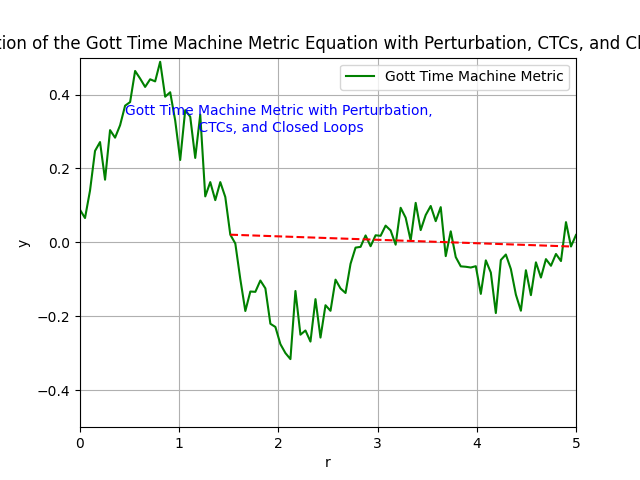 tion of the Gott Time Machine Metric Equation with Perturbation, CTCs, and Cl
Gott Time Machine Metric
Gott Time Machine Metric with Perturbation,
CTCs, and Closed Loops
0.4
0.2
0.0
−0.2
−0.4
y
0 1 2 3 4 5
r